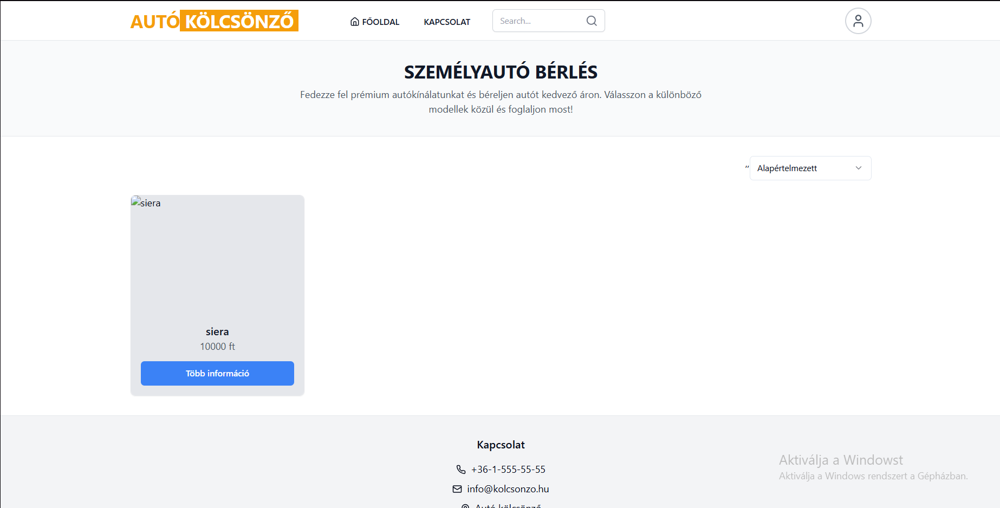 AUTÓ KÖLCSÖNZŐ
FŐOLDAL
KAPCSOLAT
Search...
SZEMÉLYAUTÓ BÉRLÉS
Fedezze fel prémium autókínálatunkat és béreljen autót kedvező áron. Válasszon a különböző
modellek közül és foglaljon most!
″ Alapértelmezett
siera
siera
10000 ft
Több információ
Kapcsolat
+36-1-555-55-55
info@kolcsonzo.hu
Autó kölcsönző
Aktiválja a Windowst
Aktiválja a Windows rendszert a Gépházban.